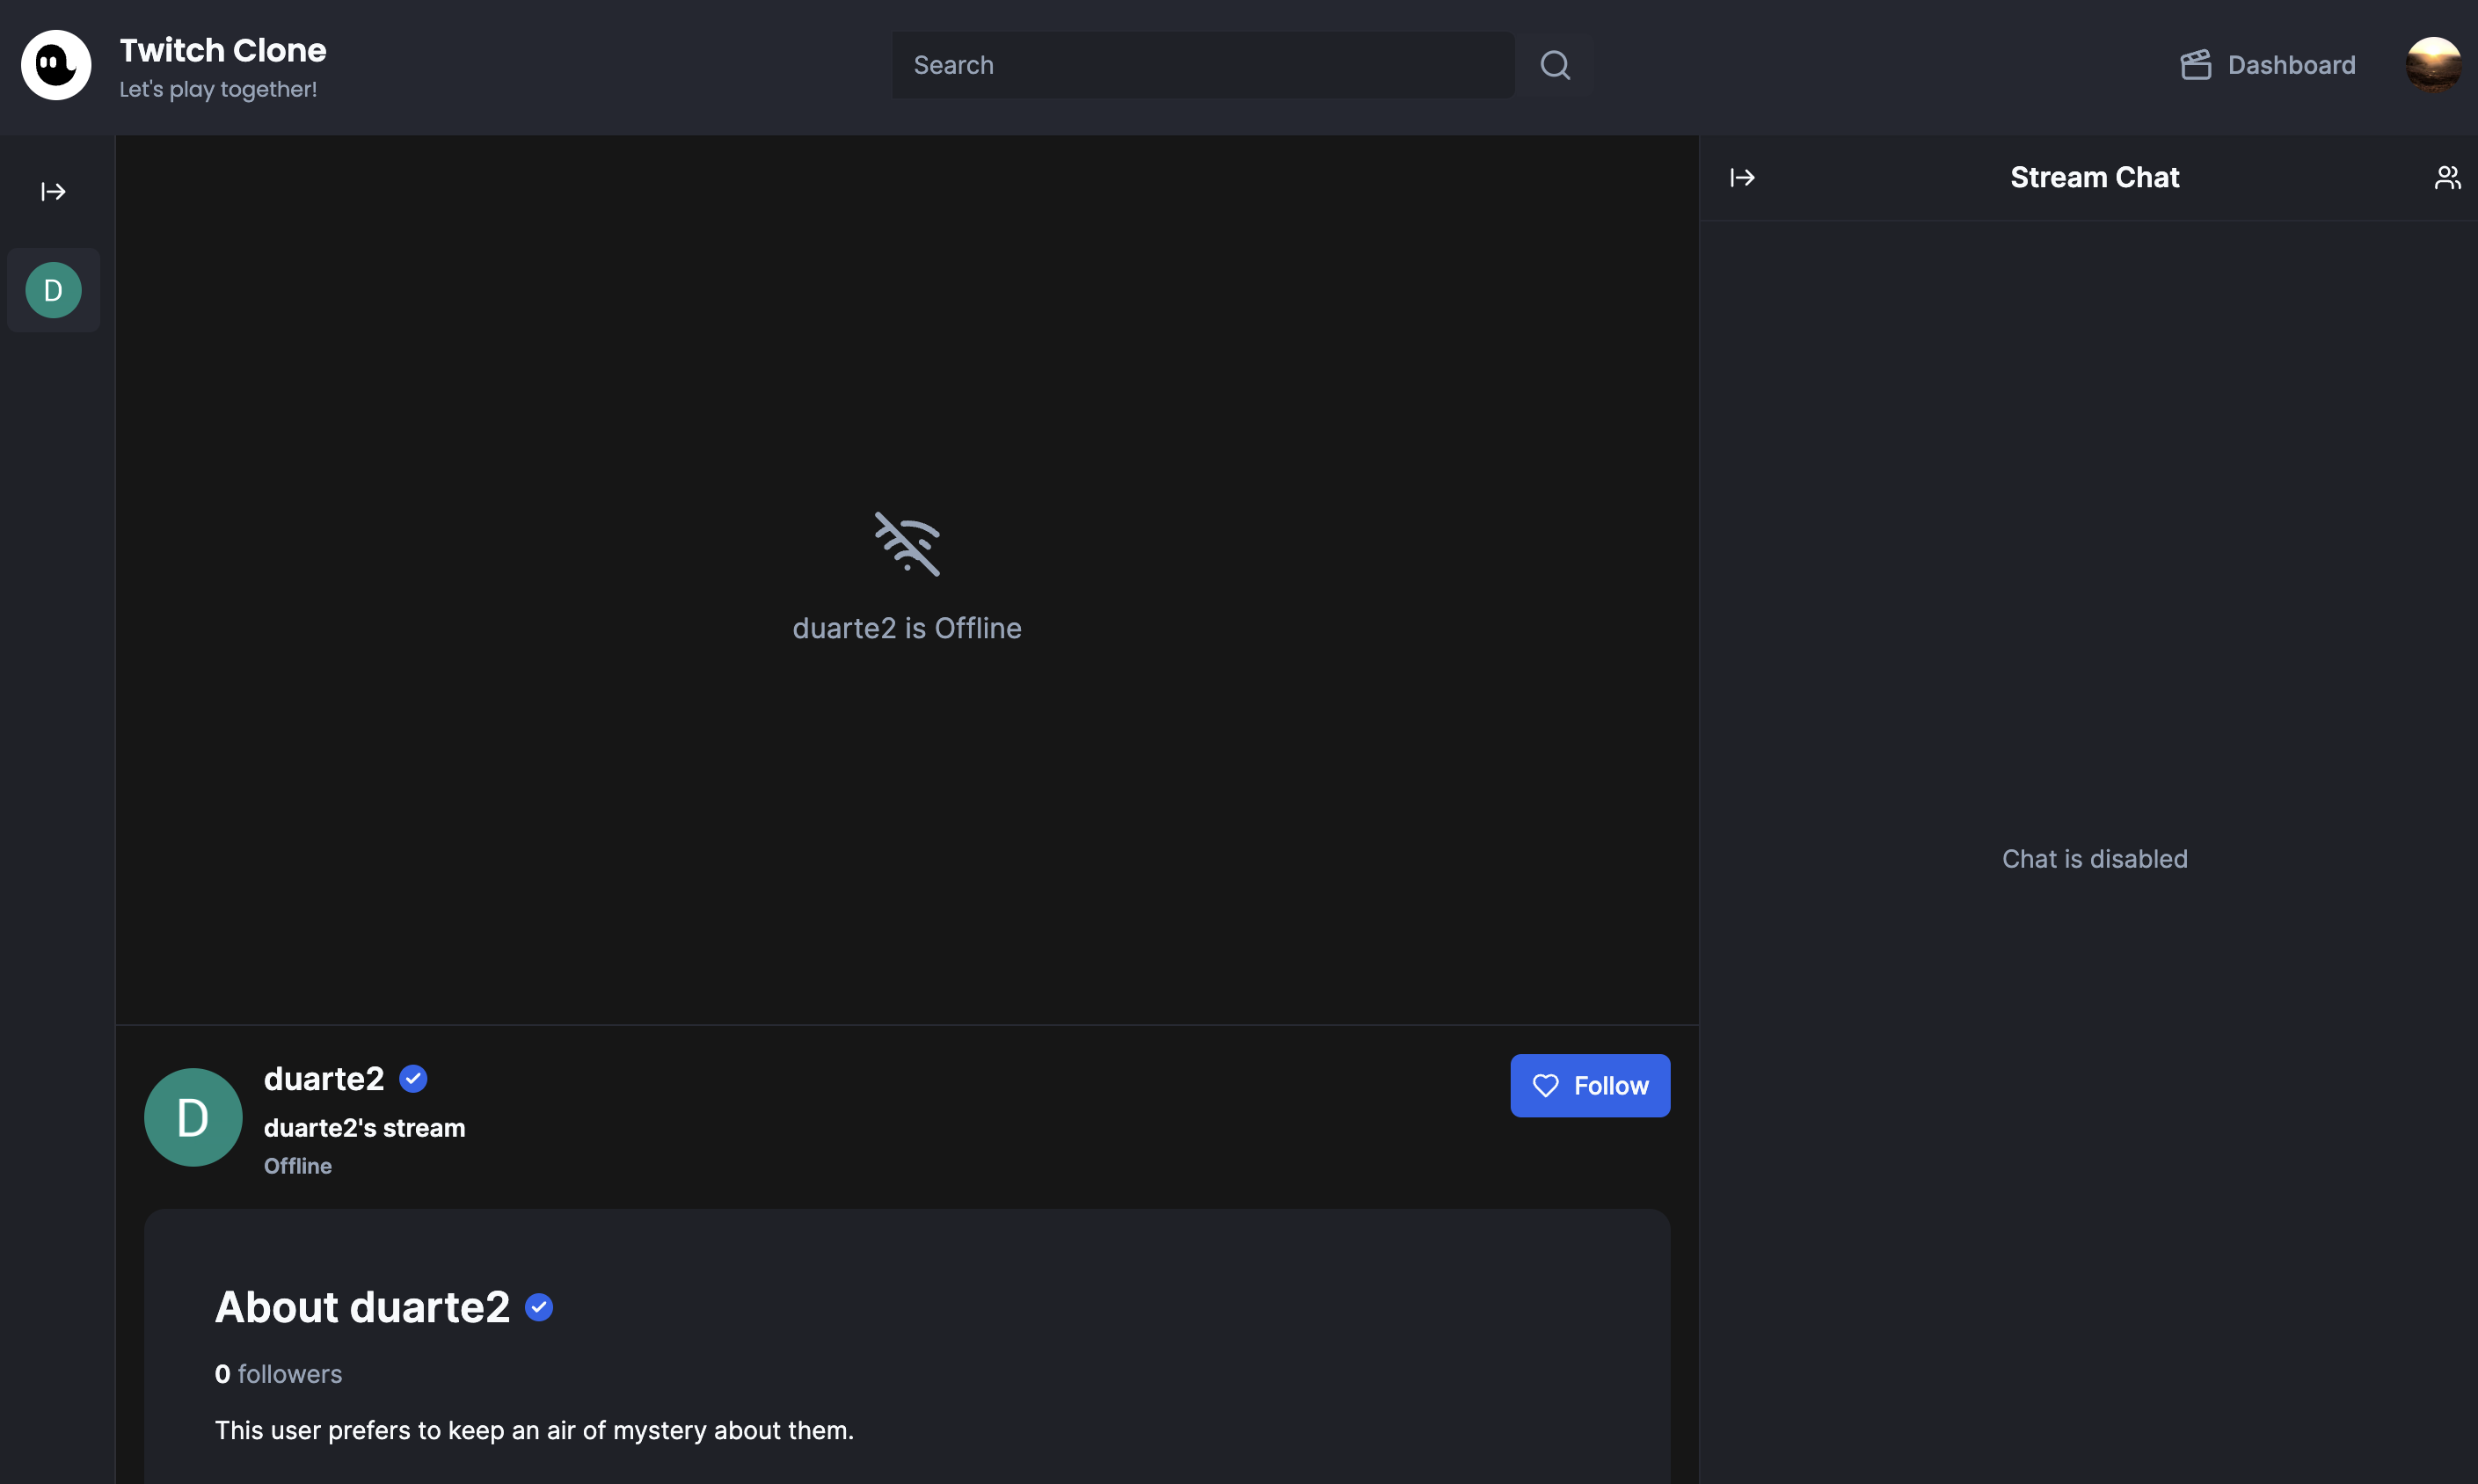 Twitch Clone
Let's play together!
Search
Dashboard
D
Stream Chat
duarte2 is Offline
Chat is disabled
D
duarte2
duarte2's stream
Offline
Follow
About duarte2
0 followers
This user prefers to keep an air of mystery about them.